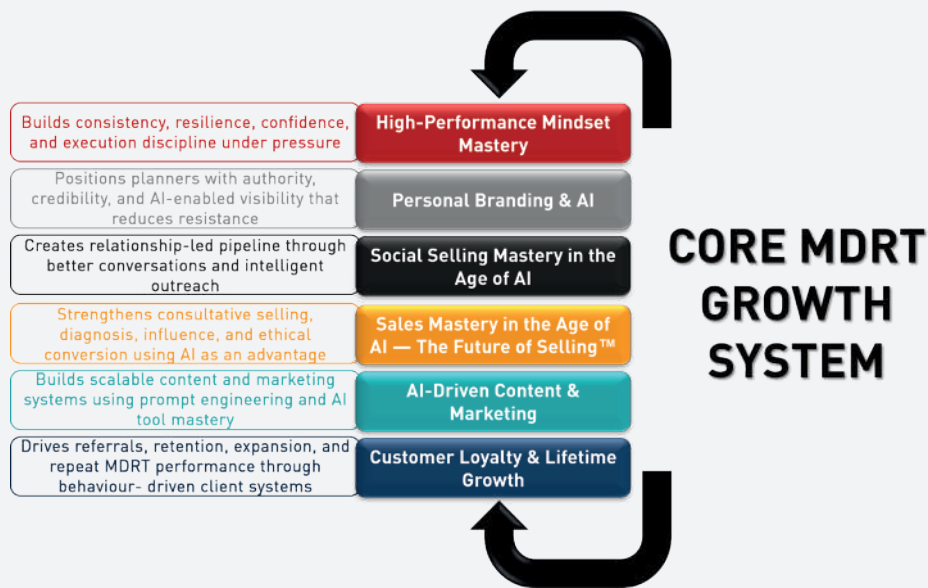 Builds consistency, resilience, confidence,
and execution discipline under pressure
High-Performance Mindset
Mastery
Positions planners with authority,
credibility, and AI-enabled visibility that
reduces resistance
Personal Branding & AI
Creates relationship-led pipeline through
better conversations and intelligent
outreach
Social Selling Mastery in the
Age of AI
Strengthens consultative selling,
diagnosis, influence, and ethical
conversion using AI as an advantage
Sales Mastery in the Age of
AI — The Future of Selling™
Builds scalable content and marketing
systems using prompt engineering and AI
tool mastery
AI-Driven Content &
Marketing
Drives referrals, retention, expansion, and
repeat MDRT performance through
behaviour- driven client systems
Customer Loyalty & Lifetime
Growth
CORE MDRT
GROWTH
SYSTEM